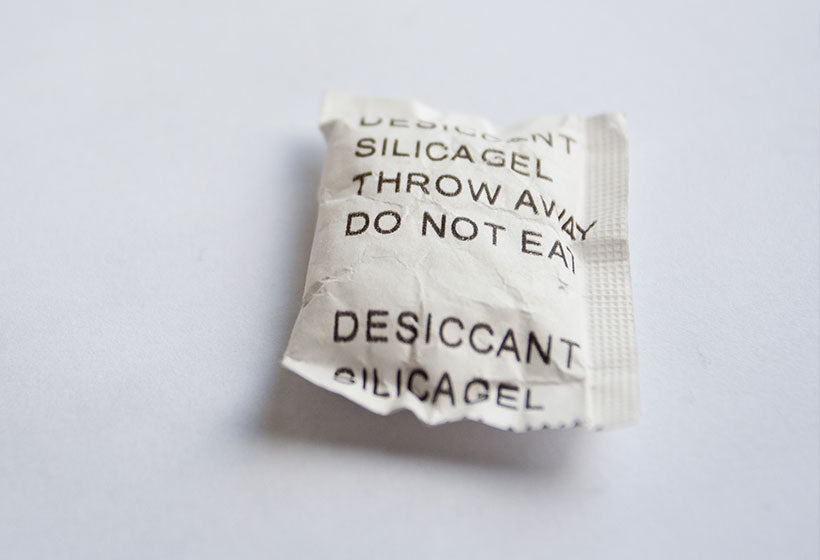 DESICCANT
SILICAGEL
THROW AWAY
DO NOT EAT
DESICCANT
SILICAGEL